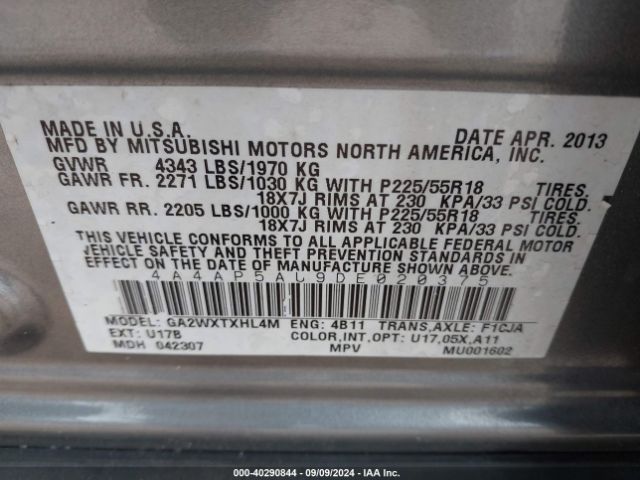 MADE IN U.S.A. DATE APR. 2013
MFD BY MITSUBISHI MOTORS NORTH AMERICA, INC.
GVWR 4343 LBS/1970 KG
GAWR FR. 2271 LBS/1030 KG WITH P225/55R18 TIRES.
18X7J RIMS AT 230 KPA/33 PSI COLD.
GAWR RR. 2205 LBS/1000 KG WITH P225/55R18 TIRES.
18X7J RIMS AT 230 KPA/33 PSI COLD.
THIS VEHICLE CONFORMS TO ALL APPLICABLE FEDERAL MOTOR
VEHICLE SAFETY AND THEFT PREVENTION STANDARDS IN
EFFECT ON THE DATE OF MANUFACTURE SHOWN ABOVE.
4A4AP5AU9DE020375
MODEL: GA2WXTXHL4M ENG: 4B11 TRANS,AXLE: F1CJA
EXT: U17B COLOR,INT,OPT: U17,05X,A11
MDH 042307 MPV MU001602
©COPY-40290844 - 09/09/2024 - IAA Inc.